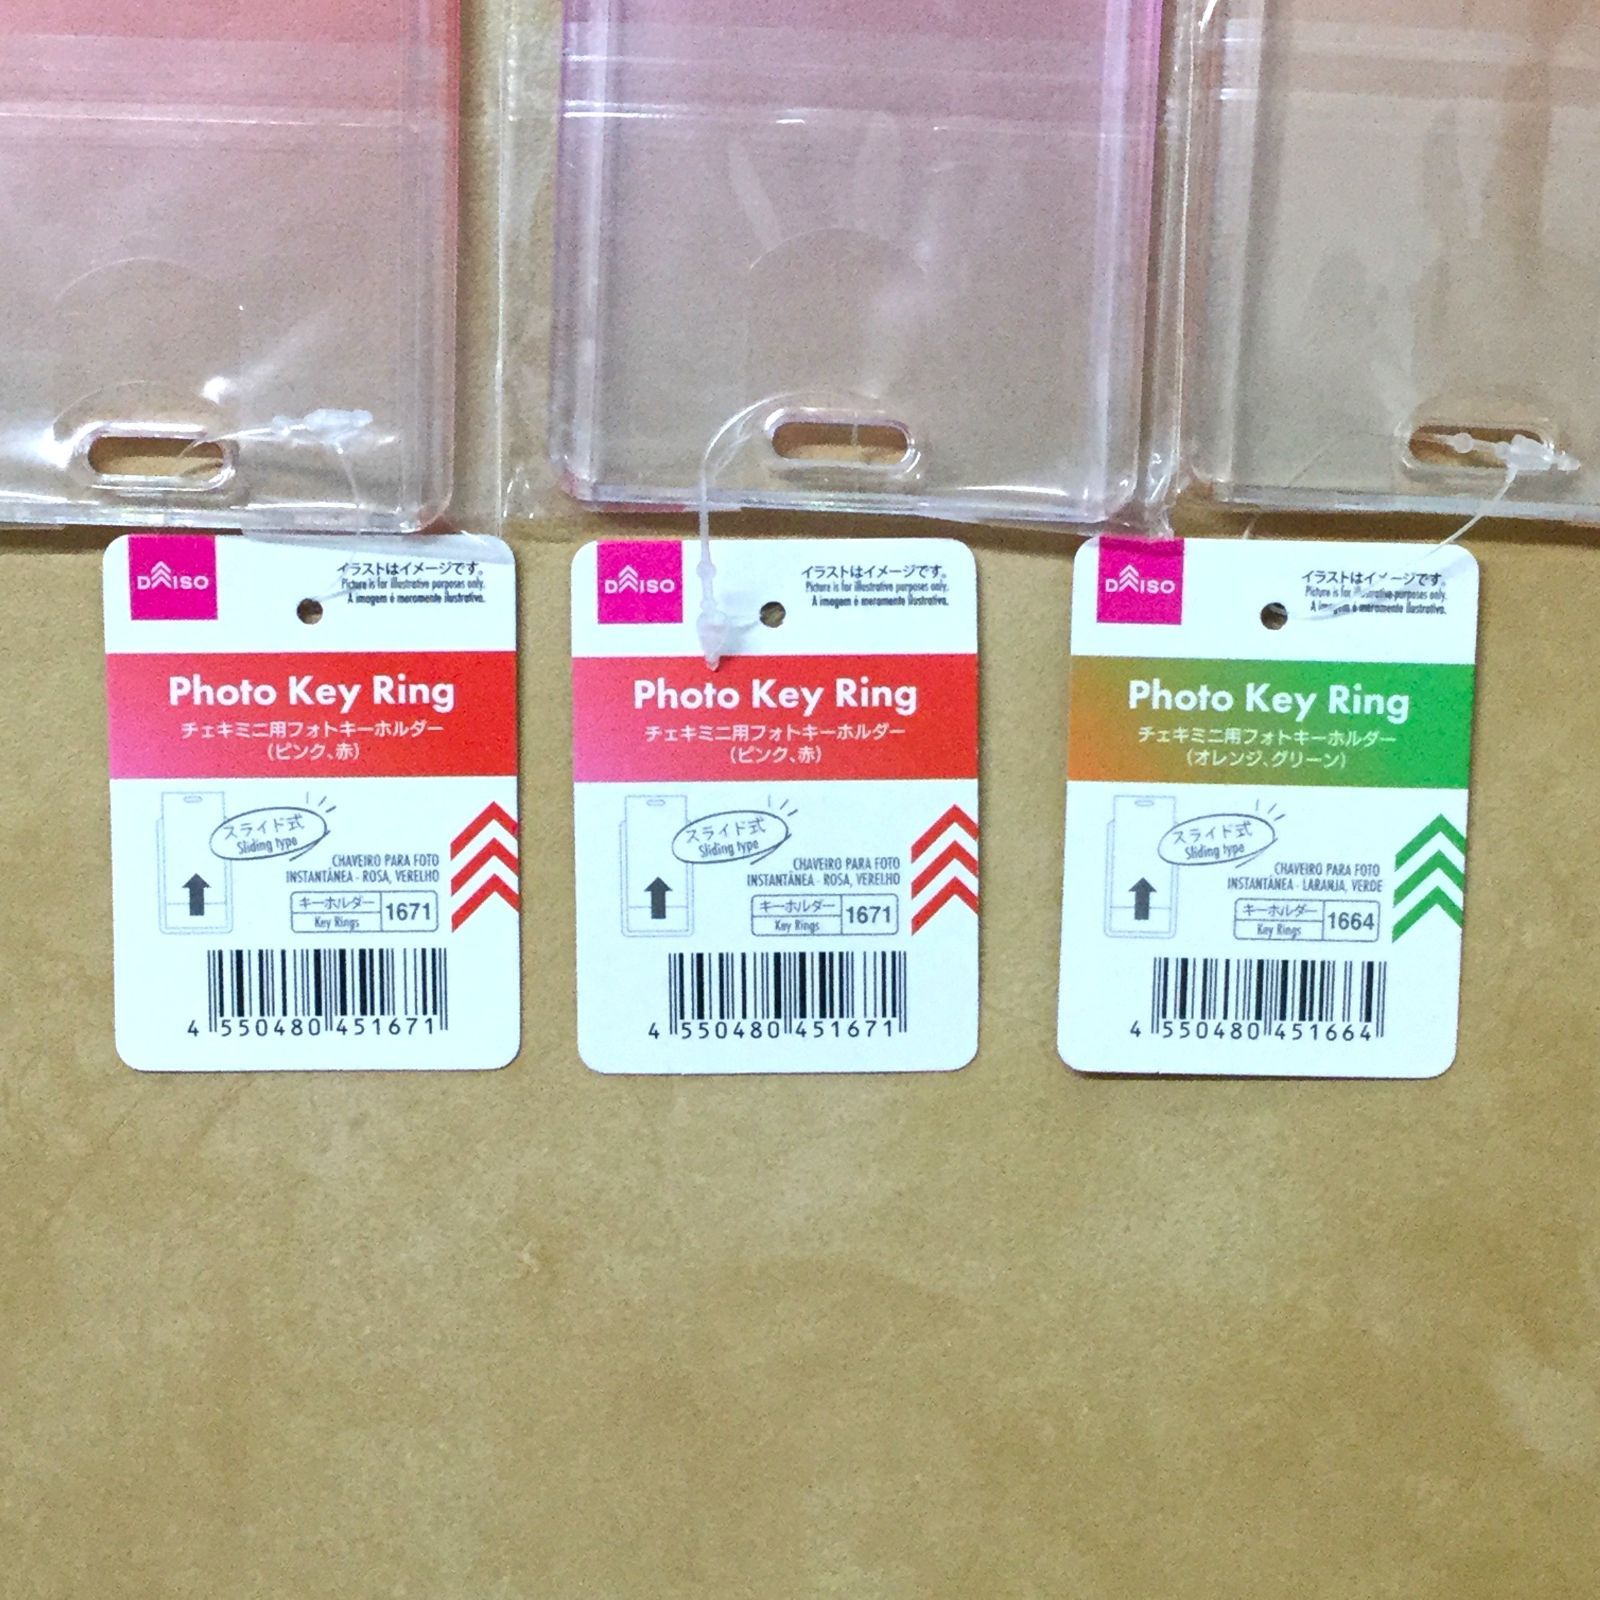 DAISO
イラストはイメージです。
Picture is for illustrative purposes only.
A imagem é meramente ilustrativa.
Photo Key Ring
チェキミニ用フォトキーホルダー
(ピンク、赤)
スライド式
Sliding type
CHAVEIRO PARA FOTO
INSTANTÂNEA - ROSA, VERELHO
キーホルダー
Key Rings
1671
4 550480 451671
DAISO
イラストはイメージです。
Picture is for illustrative purposes only.
A imagem é meramente ilustrativa.
Photo Key Ring
チェキミニ用フォトキーホルダー
(ピンク、赤)
スライド式
Sliding type
CHAVEIRO PARA FOTO
INSTANTÂNEA - ROSA, VERELHO
キーホルダー
Key Rings
1671
4 550480 451671
DAISO
イラストはイメージです。
Picture is for illustrative purposes only.
A imagem é meramente ilustrativa.
Photo Key Ring
チェキミニ用フォトキーホルダー
(オレンジ、グリーン)
スライド式
Sliding type
CHAVEIRO PARA FOTO
INSTANTÂNEA - LARANJA, VERDE
キーホルダー
Key Rings
1664
4 550480 451664